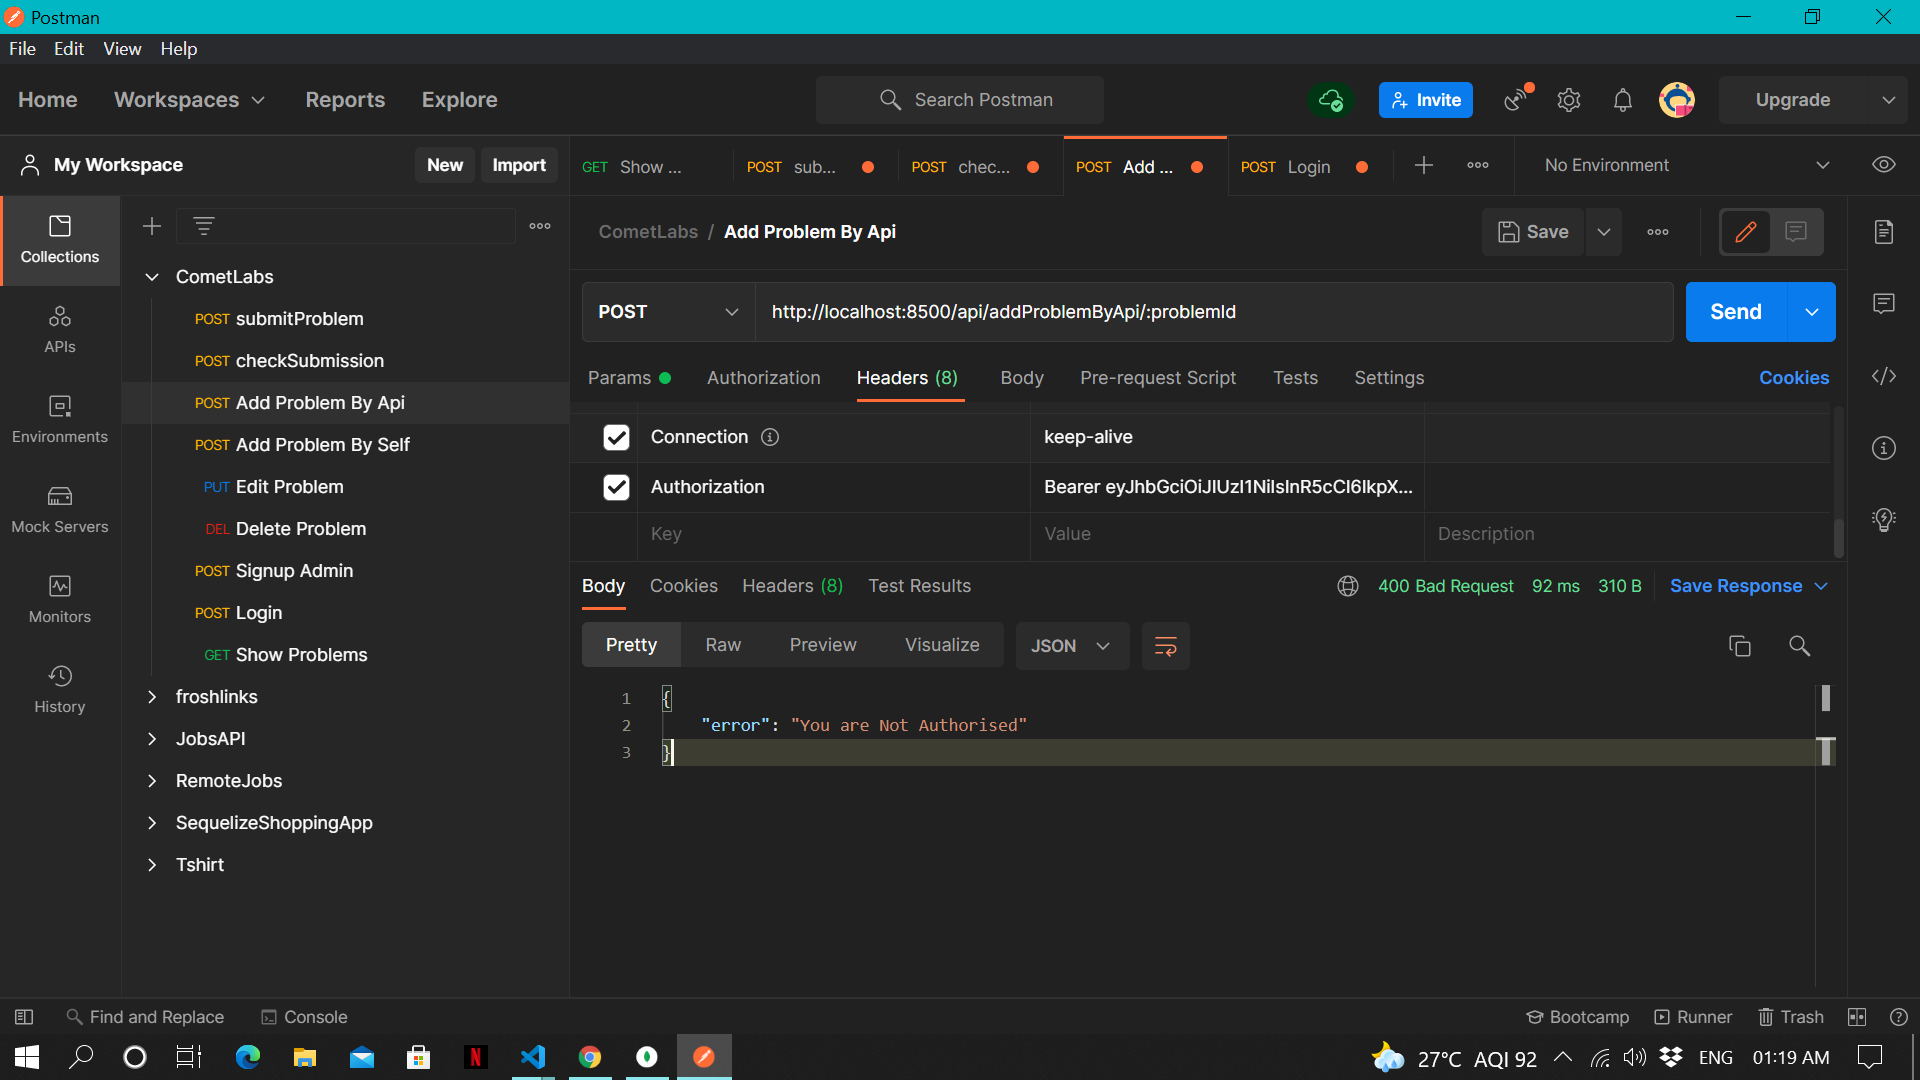 Postman
File Edit View Help
Home Workspaces Reports Explore Search Postman Invite Upgrade
My Workspace New Import GET Show ... POST sub... POST chec... POST Add ... POST Login No Environment
Collections
APIs
Environments
Mock Servers
Monitors
History
CometLabs
POST submitProblem
POST checkSubmission
POST Add Problem By Api
POST Add Problem By Self
PUT Edit Problem
DEL Delete Problem
POST Signup Admin
POST Login
GET Show Problems
froshlinks
JobsAPI
RemoteJobs
SequelizeShoppingApp
Tshirt
CometLabs / Add Problem By Api Save
POST http://localhost:8500/api/addProblemByApi/:problemId Send
Params Authorization Headers (8) Body Pre-request Script Tests Settings Cookies
Connection keep-alive
Authorization Bearer eyJhbGciOiJIUzI1NiIsInR5cCI6IkpX...
Key Value Description
Body Cookies Headers (8) Test Results 400 Bad Request 92 ms 310 B Save Response
Pretty Raw Preview Visualize JSON
1 {
2 "error": "You are Not Authorised"
3 }
Find and Replace Console Bootcamp Runner Trash
27°C AQI 92 ENG 01:19 AM